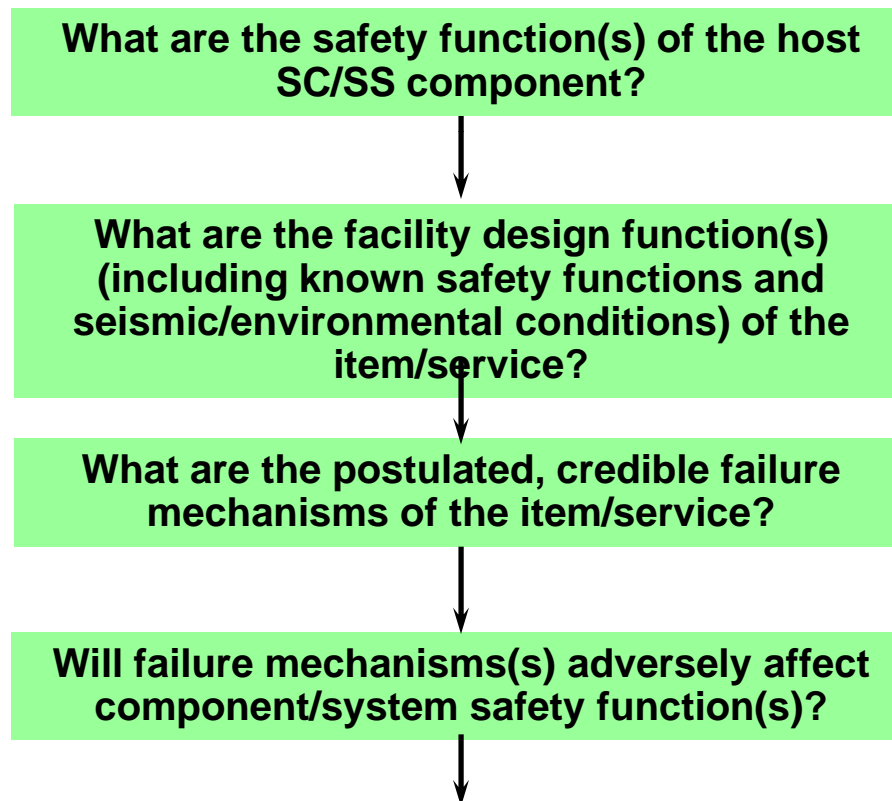 What are the safety function(s) of the host
SC/SS component?
What are the facility design function(s)
(including known safety functions and
seismic/environmental conditions) of the
item/service?
What are the postulated, credible failure
mechanisms of the item/service?
Will failure mechanisms(s) adversely affect
component/system safety function(s)?